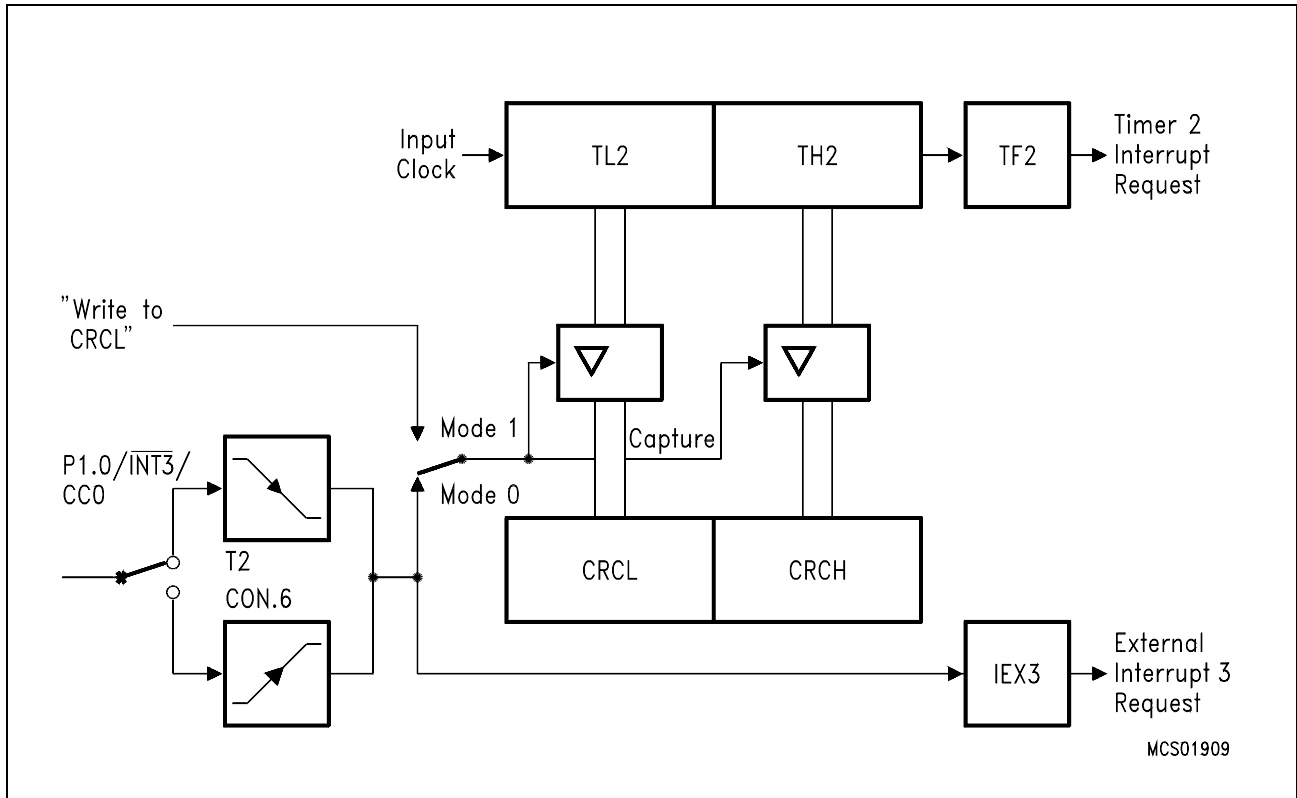 Input
Clock
TL2
TH2
TF2
Timer 2
Interrupt
Request
"Write to
CRCL"
Mode 1
Capture
P1.0/INT3/
CC0
Mode 0
T2
CON.6
CRCL
CRCH
IEX3
External
Interrupt 3
Request
MCS01909